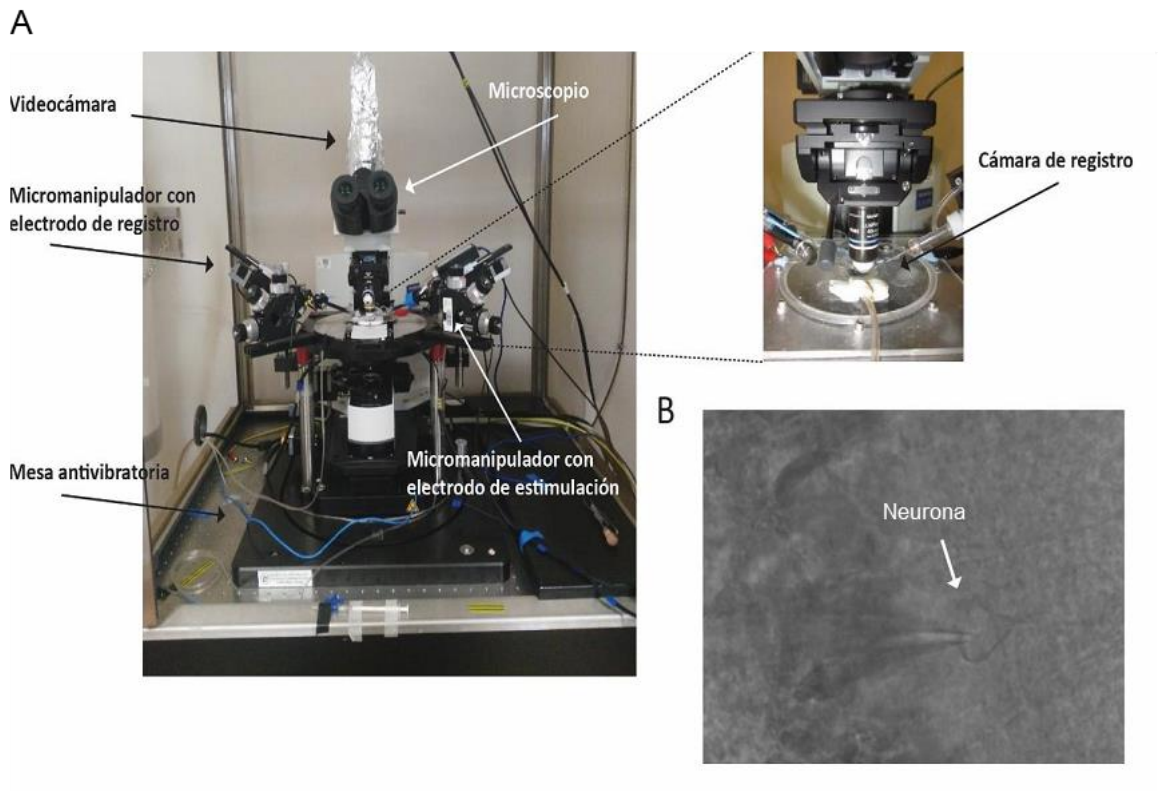 A
Videocámara
Microscopio
Micromanipulador con
electrodo de registro
Cámara de registro
Micromanipulador con
electrodo de estimulación
Mesa antivibratoria
B
Neurona